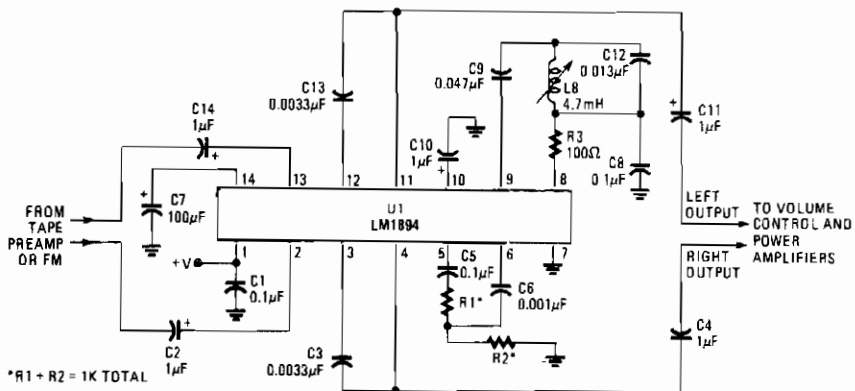 C12
0.013µF
C9
0.047µF
C13
0.0033µF
L8
4.7mH
C11
1µF
C14
1µF
C10
1µF
R3
100Ω
C8
0.1µF
14
13
12
11
10
9
8
C7
100µF
U1
LM1894
FROM
TAPE
PREAMP
OR FM
LEFT
OUTPUT
TO VOLUME
CONTROL AND
POWER
AMPLIFIERS
RIGHT
OUTPUT
1
2
3
4
5
6
7
+V
C1
0.1µF
C5
0.1µF
R1*
C6
0.001µF
R2*
C2
1µF
C3
0.0033µF
C4
1µF
*R1 + R2 = 1K TOTAL